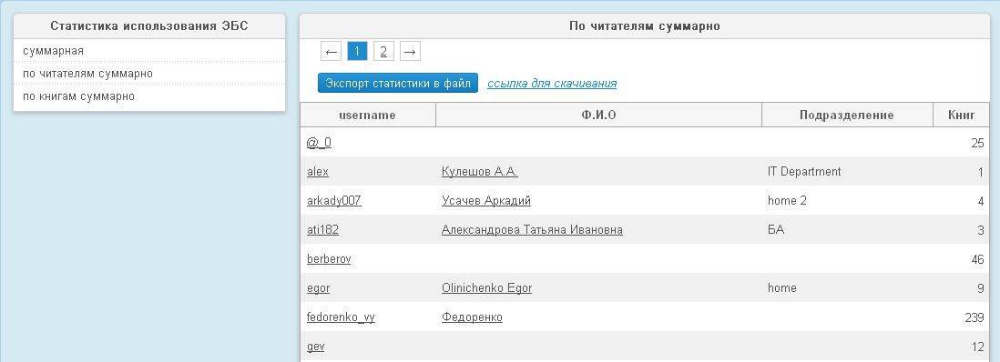 Статистика использования ЭБС
суммарная
по читателям суммарно
по книгам суммарно
По читателям суммарно
← 1 2 →
Экспорт статистики в файл ссылка для скачивания
username Ф.И.О Подразделение Книг
@_0 25
alex Кулешов А.А. IT Department 1
arkady007 Усачев Аркадий home 2 4
ati182 Александрова Татьяна Ивановна БА 3
berberov 46
egor Olinichenko Egor home 9
fedorenko_vy Федоренко 239
gev 12